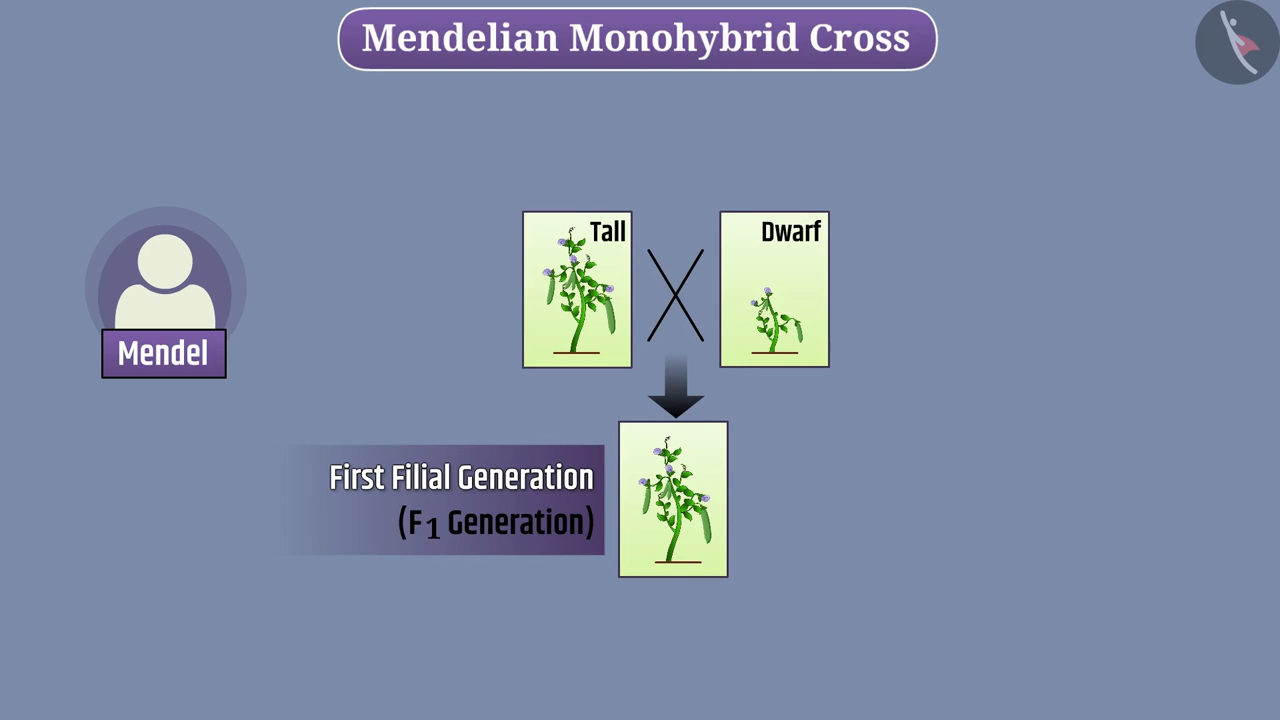 Mendelian Monohybrid Cross
Tall
Dwarf
Mendel
First Filial Generation
(F₁ Generation)